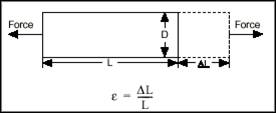 Force
Force
D
L
ΔL
ε = ΔL / L